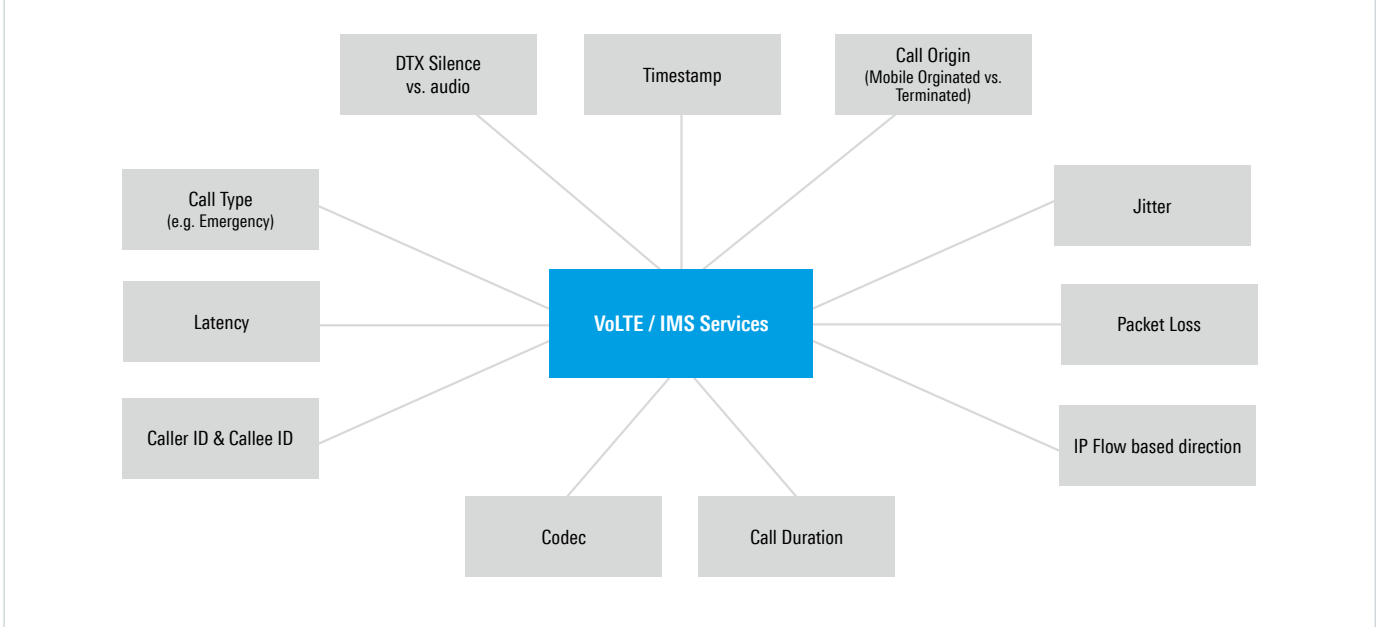 DTX Silence
vs. audio
Timestamp
Call Origin
(Mobile Orginated vs.
Terminated)
Call Type
(e.g. Emergency)
Jitter
Latency
VoLTE / IMS Services
Packet Loss
Caller ID & Callee ID
IP Flow based direction
Codec
Call Duration